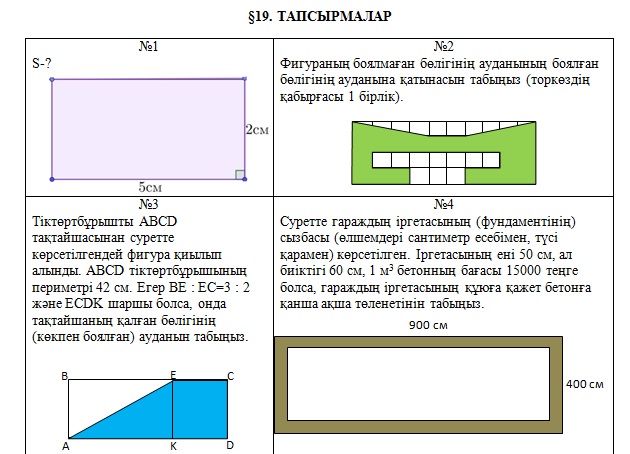 §19. ТАПСЫРМАЛАР
№1
S-?
2см
5см
№2
Фигураның боялмаған бөлігінің ауданының боялған
бөлігінің ауданына қатынасын табыңыз (торкөздің
қабырғасы 1 бірлік).
№3
Тіктөртбұрышты ABCD
тақтайшасынан суретте
көрсетілгендей фигура қиылып
алынды. ABCD тіктөртбұрышының
периметрі 42 см. Егер BE : EC=3 : 2
және ECDK шаршы болса, онда
тақтайшаның қалған бөлігінің
(көкпен боялған) ауданын табыңыз.
B E C
A K D
№4
Суретте гараждың іргетасының (фундаментінің)
сызбасы (өлшемдері сантиметр есебімен, түсі
қарамен) көрсетілген. Іргетасының ені 50 см, ал
биіктігі 60 см, 1 м³ бетонның бағасы 15000 теңге
болса, гараждың іргетасының құюға қажет бетонға
қанша ақша төленетінін табыңыз.
900 см
400 см